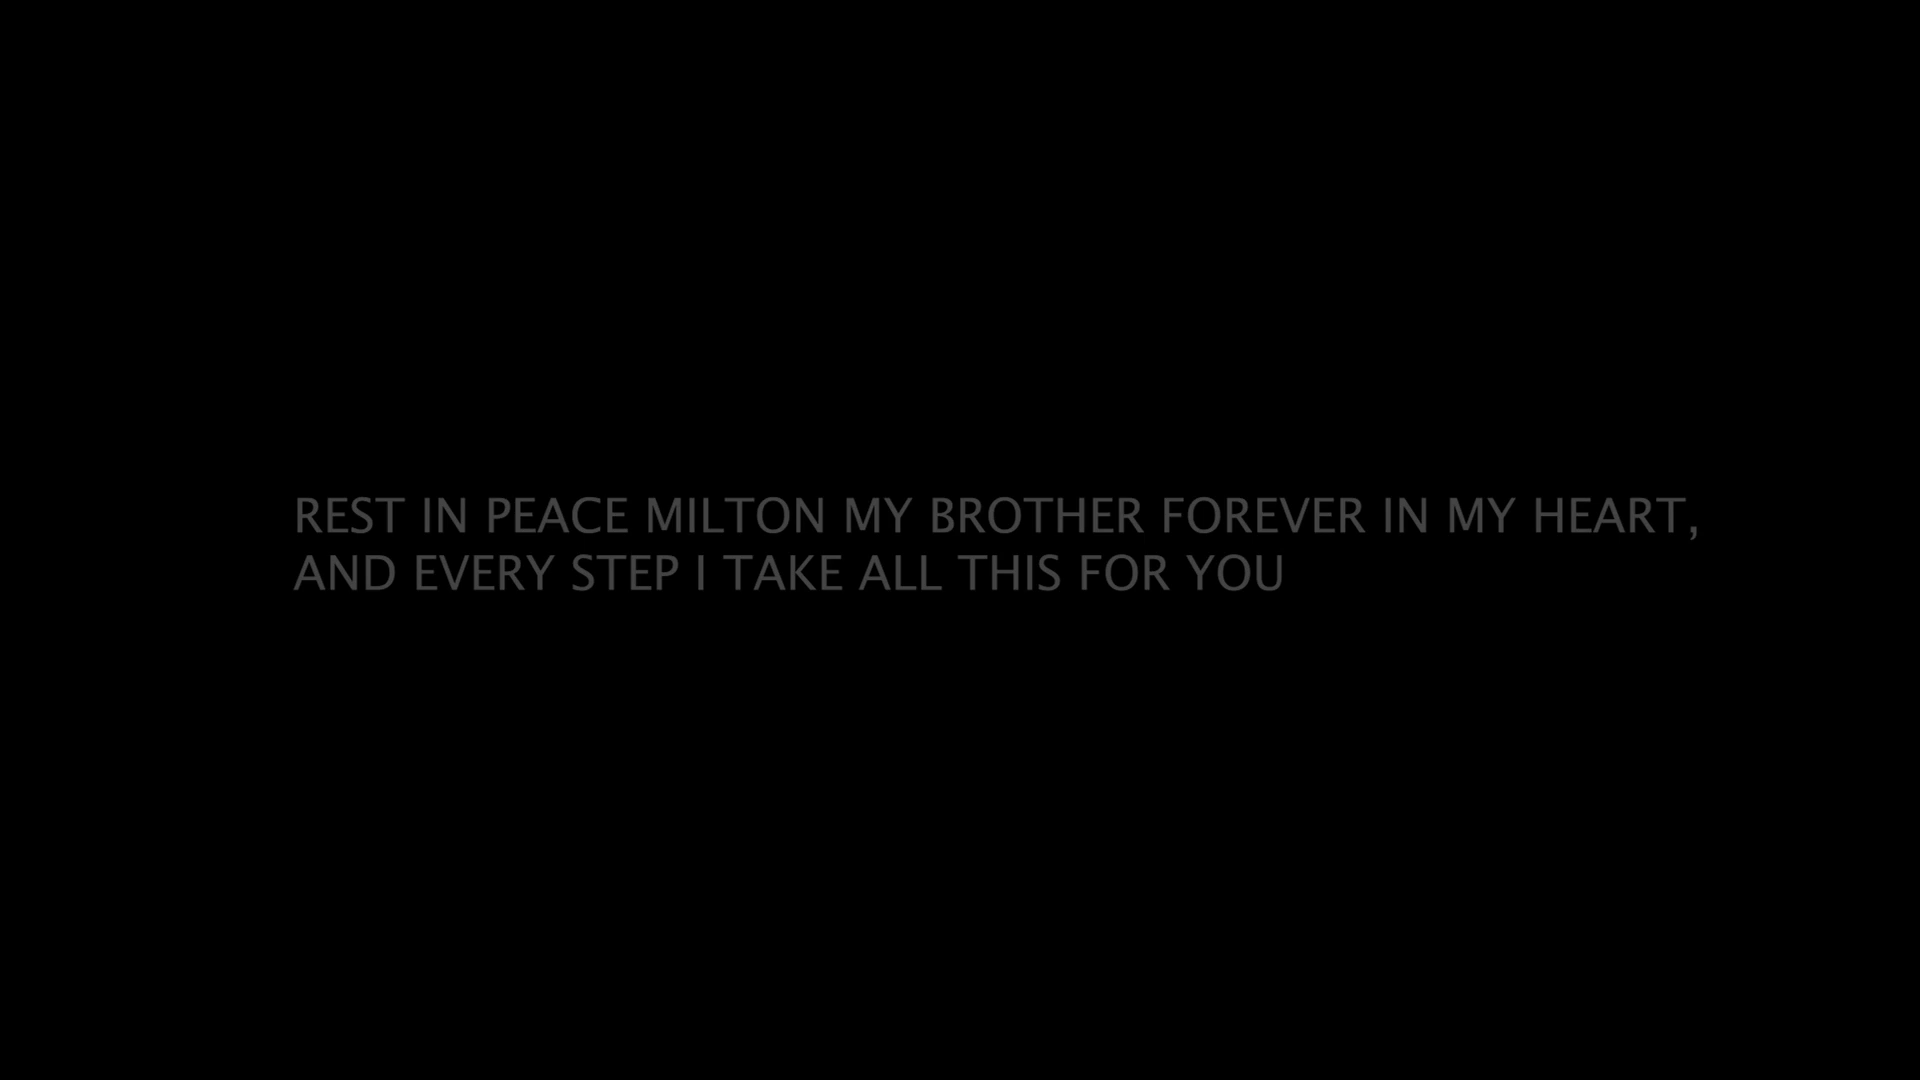 REST IN PEACE MILTON MY BROTHER FOREVER IN MY HEART,
AND EVERY STEP I TAKE ALL THIS FOR YOU